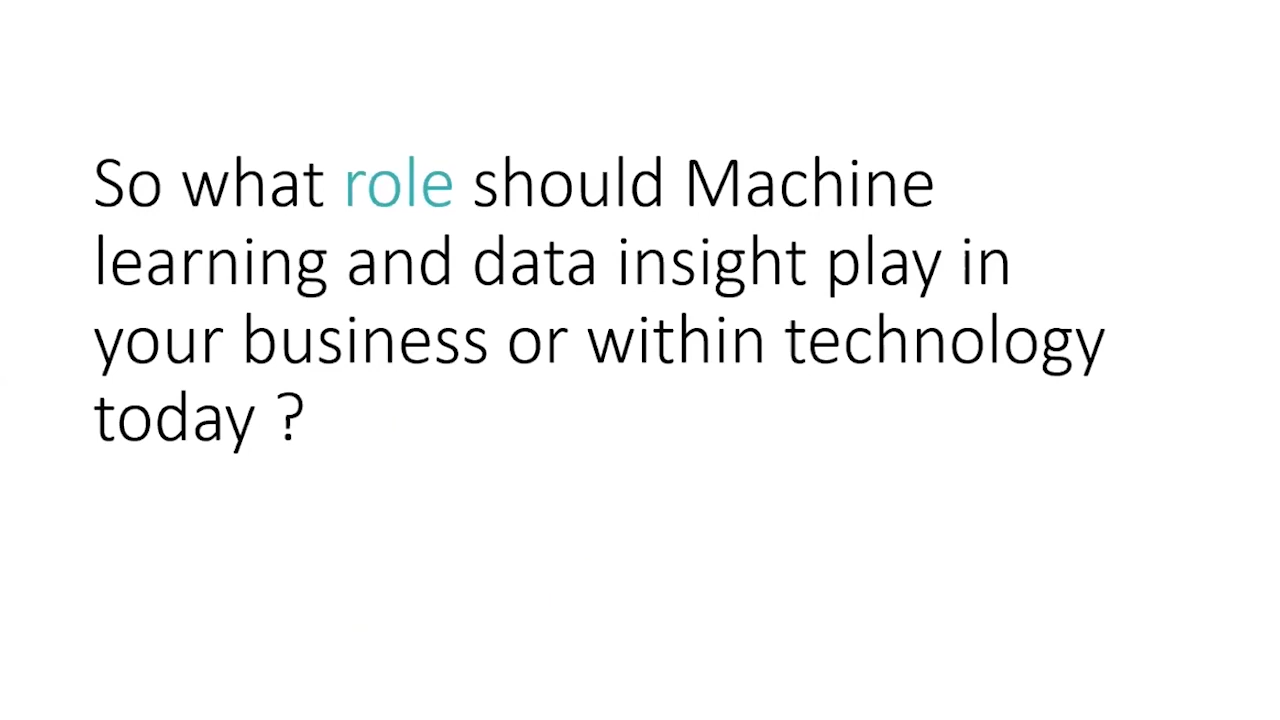 So what role should Machine
learning and data insight play in
your business or within technology
today ?